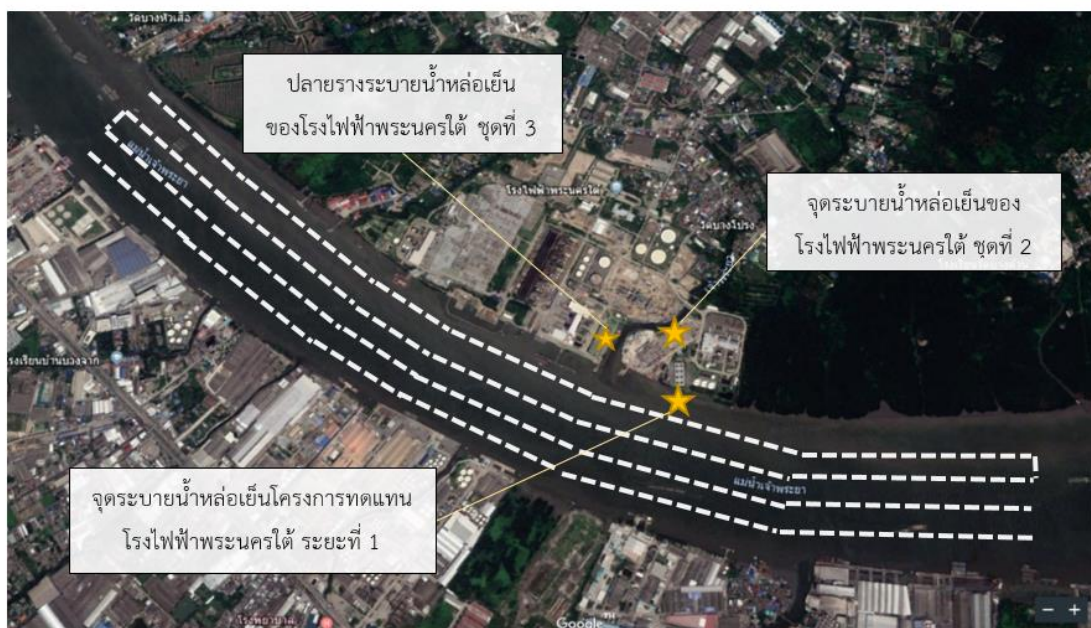 วัดบางหัวเสือ
ปลายรางระบายน้ำหล่อเย็น
ของโรงไฟฟ้าพระนครใต้ ชุดที่ 3
แม่น้ำเจ้าพระยา
โรงไฟฟ้าพระนครใต้
จุดระบายน้ำหล่อเย็นของ
โรงไฟฟ้าพระนครใต้ ชุดที่ 2
วัดบางโปรง
โรงเรียนบ้านบางจาก
จุดระบายน้ำหล่อเย็นโครงการทดแทน
โรงไฟฟ้าพระนครใต้ ระยะที่ 1
แม่น้ำเจ้าพระยา
โรงพยาบาล
Google